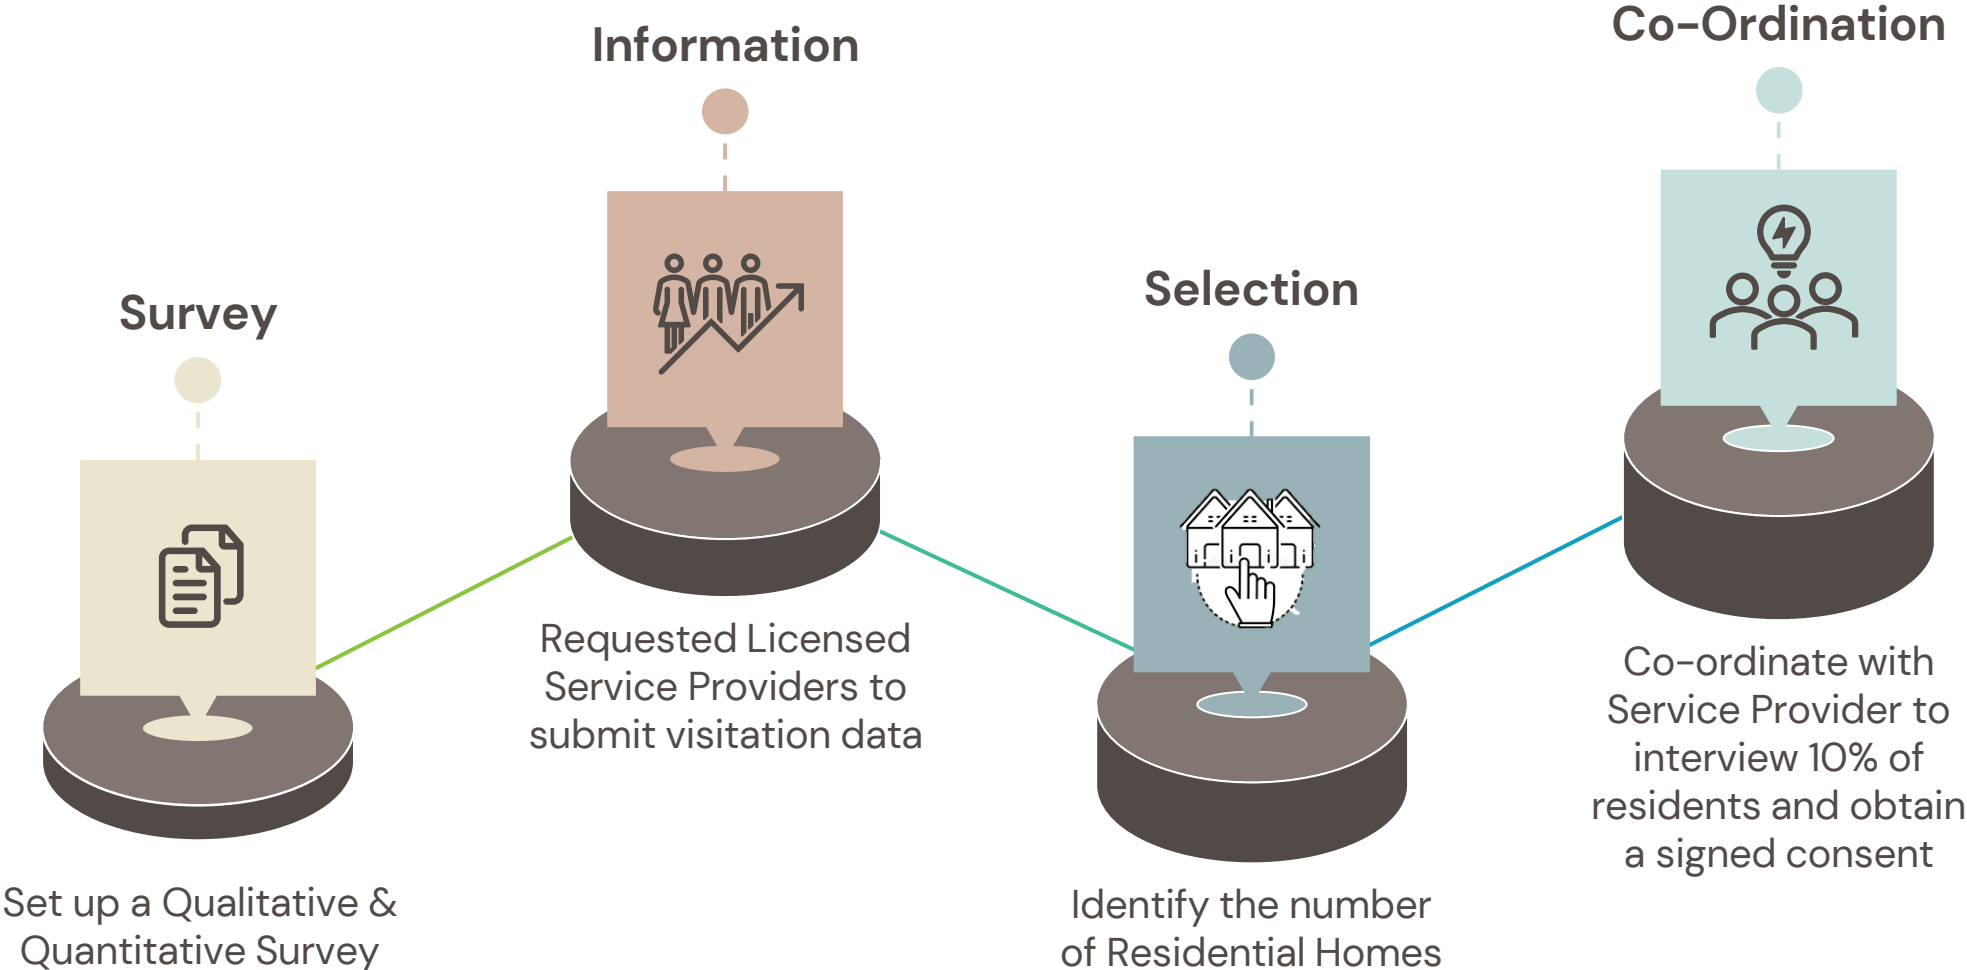 Survey
Set up a Qualitative &
Quantitative Survey
Information
Requested Licensed
Service Providers to
submit visitation data
Selection
Identify the number
of Residential Homes
Co-Ordination
Co-ordinate with
Service Provider to
interview 10% of
residents and obtain
a signed consent